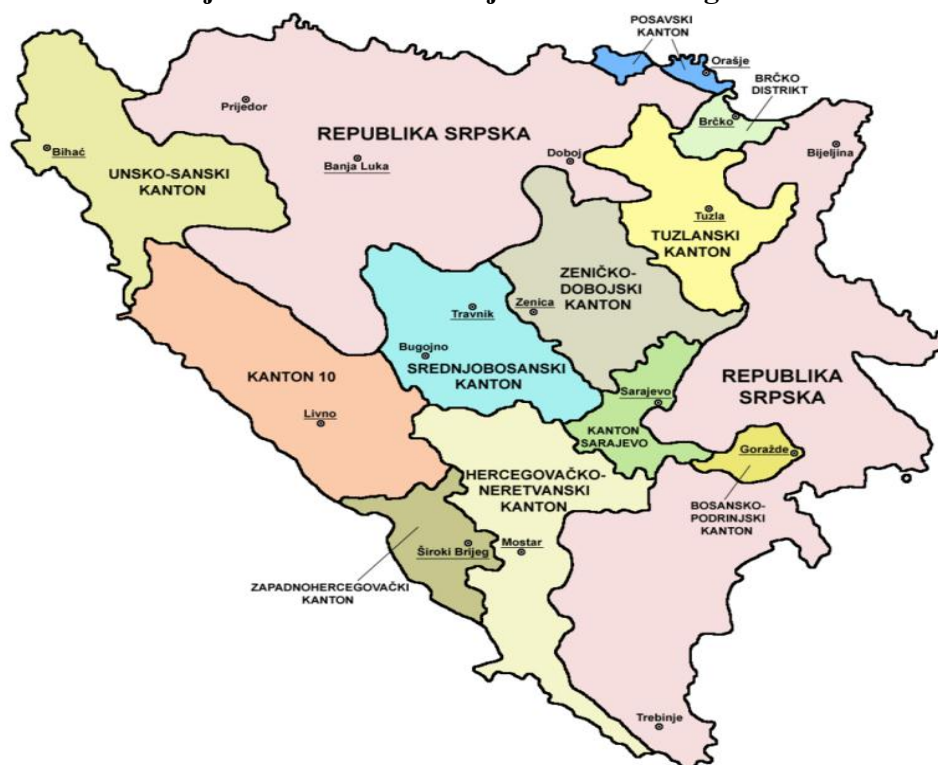 POSAVSKI
KANTON
Orašje
BRČKO
DISTRIKT
Brčko
Prijedor
REPUBLIKA SRPSKA
Banja Luka
Doboj
Bijeljina
Bihać
UNSKO-SANSKI
KANTON
Tuzla
TUZLANSKI
KANTON
ZENIČKO-
DOBOJSKI
KANTON
Zenica
Travnik
Bugojno
SREDNJOBOSANSKI
KANTON
KANTON 10
Livno
REPUBLIKA
SRPSKA
Sarajevo
KANTON
SARAJEVO
Goražde
BOSANSKO-
PODRINJSKI
KANTON
HERCEGOVAČKO-
NERETVANSKI
KANTON
Široki Brijeg
Mostar
ZAPADNOHERCEGOVAČKI
KANTON
Trebinje